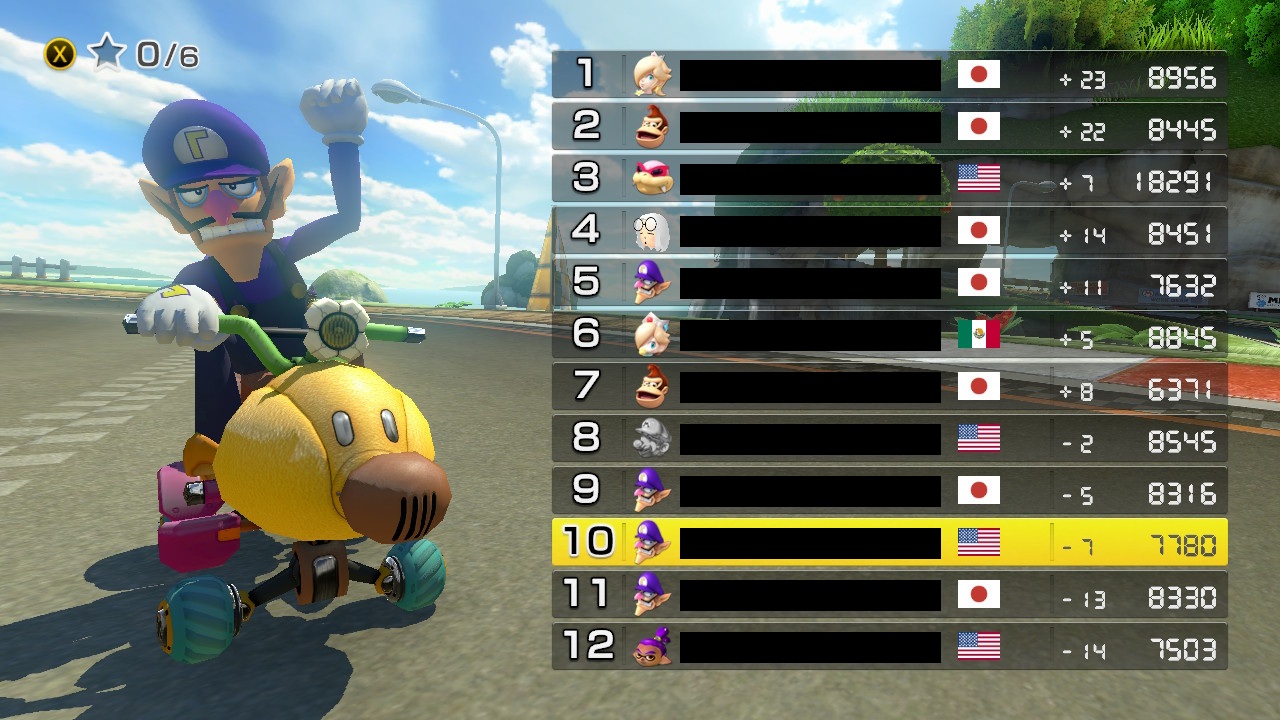 X 0/6
1 + 23 8956
2 + 22 8445
3 + 7 18291
4 + 14 8451
5 + 11 7632
6 + 5 8845
7 + 8 6371
8 - 2 8545
9 - 5 8316
10 - 7 7780
11 - 13 8330
12 - 14 7503